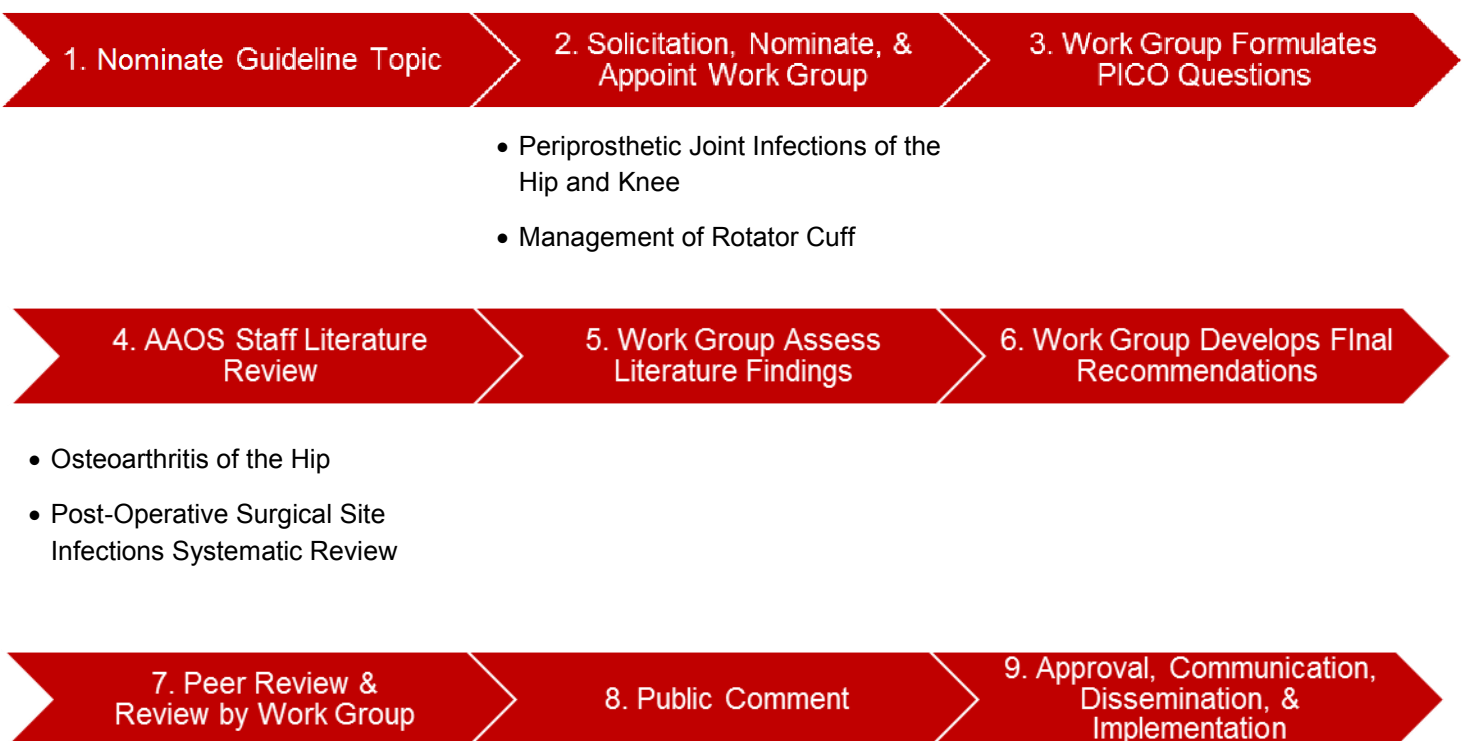 1. Nominate Guideline Topic
2. Solicitation, Nominate, &
Appoint Work Group
3. Work Group Formulates
PICO Questions
• Periprosthetic Joint Infections of the
Hip and Knee
• Management of Rotator Cuff
4. AAOS Staff Literature
Review
5. Work Group Assess
Literature Findings
6. Work Group Develops FInal
Recommendations
• Osteoarthritis of the Hip
• Post-Operative Surgical Site
Infections Systematic Review
7. Peer Review &
Review by Work Group
8. Public Comment
9. Approval, Communication,
Dissemination, &
Implementation